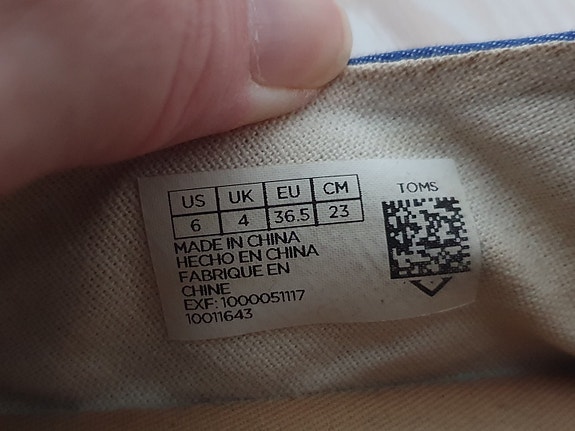 US UK EU CM
6 4 36.5 23
MADE IN CHINA
HECHO EN CHINA
FABRIQUE EN
CHINE
EXF: 1000051117
10011643
TOMS